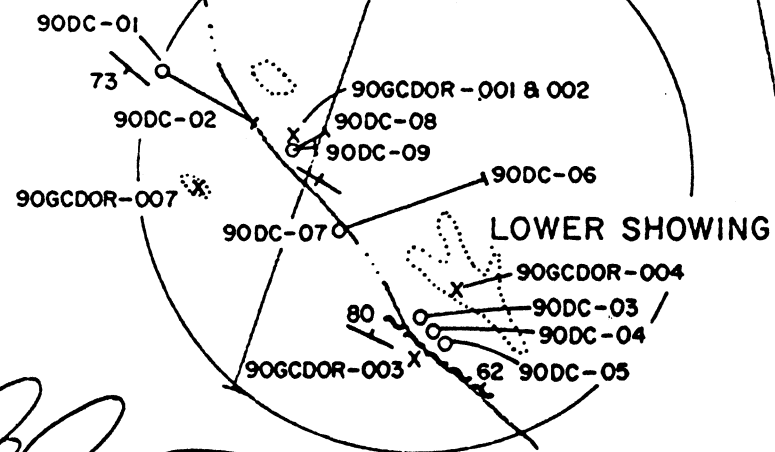 90DC-01
73
90GCDOR-001 & 002
90DC-02
90DC-08
90DC-09
90DC-06
90GCDOR-007
90DC-07
LOWER SHOWING
90GCDOR-004
90DC-03
80
90DC-04
90GCDOR-003
62
90DC-05